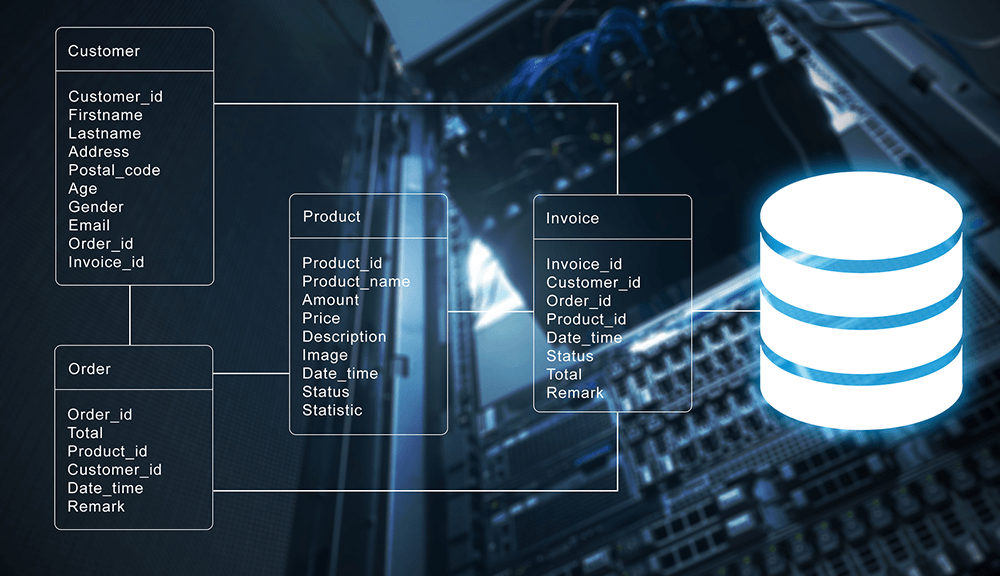 Customer
Customer_id
Firstname
Lastname
Address
Postal_code
Age
Gender
Email
Order_id
Invoice_id
Order
Order_id
Total
Product_id
Customer_id
Date_time
Remark
Product
Product_id
Product_name
Amount
Price
Description
Image
Date_time
Status
Statistic
Invoice
Invoice_id
Customer_id
Order_id
Product_id
Date_time
Status
Total
Remark